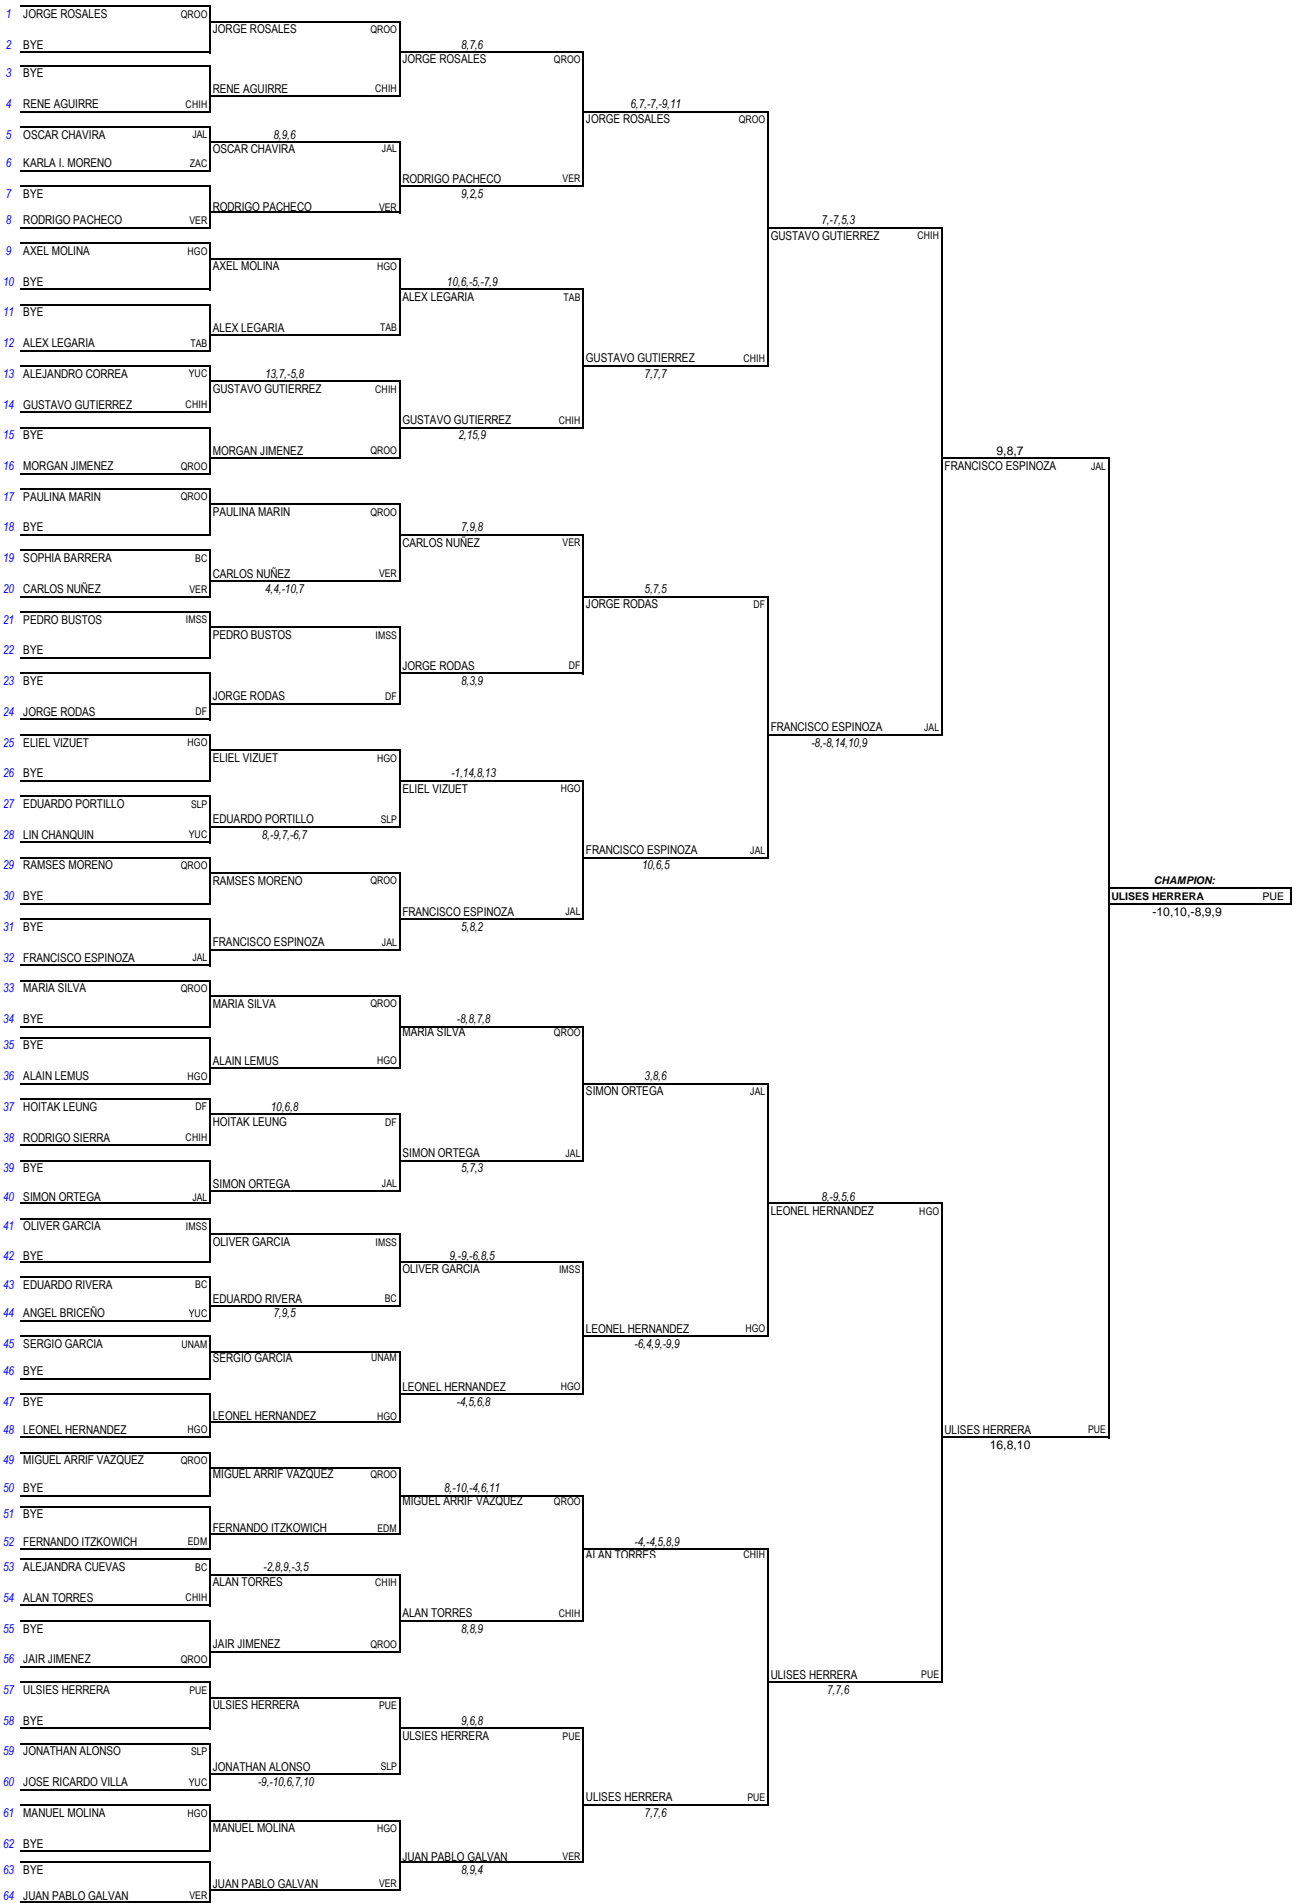 1 JORGE ROSALES QROO
2 BYE
3 BYE
4 RENE AGUIRRE CHIH
5 OSCAR CHAVIRA JAL
6 KARLA I. MORENO ZAC
7 BYE
8 RODRIGO PACHECO VER
9 AXEL MOLINA HGO
10 BYE
11 BYE
12 ALEX LEGARIA TAB
13 ALEJANDRO CORREA YUC
14 GUSTAVO GUTIERREZ CHIH
15 BYE
16 MORGAN JIMENEZ QROO
17 PAULINA MARIN QROO
18 BYE
19 SOPHIA BARRERA BC
20 CARLOS NUÑEZ VER
21 PEDRO BUSTOS IMSS
22 BYE
23 BYE
24 JORGE RODAS DF
25 ELIEL VIZUET HGO
26 BYE
27 EDUARDO PORTILLO SLP
28 LIN CHANQUIN YUC
29 RAMSES MORENO QROO
30 BYE
31 BYE
32 FRANCISCO ESPINOZA JAL
33 MARIA SILVA QROO
34 BYE
35 BYE
36 ALAIN LEMUS HGO
37 HOITAK LEUNG DF
38 RODRIGO SIERRA CHIH
39 BYE
40 SIMON ORTEGA JAL
41 OLIVER GARCIA IMSS
42 BYE
43 EDUARDO RIVERA BC
44 ANGEL BRICEÑO YUC
45 SERGIO GARCIA UNAM
46 BYE
47 BYE
48 LEONEL HERNANDEZ HGO
49 MIGUEL ARRIF VAZQUEZ QROO
50 BYE
51 BYE
52 FERNANDO ITZKOWICH EDM
53 ALEJANDRA CUEVAS BC
54 ALAN TORRES CHIH
55 BYE
56 JAIR JIMENEZ QROO
57 ULSIES HERRERA PUE
58 BYE
59 JONATHAN ALONSO SLP
60 JOSE RICARDO VILLA YUC
61 MANUEL MOLINA HGO
62 BYE
63 BYE
64 JUAN PABLO GALVAN VER
JORGE ROSALES QROO
RENE AGUIRRE CHIH
8,9,6
OSCAR CHAVIRA JAL
RODRIGO PACHECO VER
AXEL MOLINA HGO
ALEX LEGARIA TAB
13,7,-5,8
GUSTAVO GUTIERREZ CHIH
MORGAN JIMENEZ QROO
PAULINA MARIN QROO
CARLOS NUÑEZ VER
4,4,-10,7
PEDRO BUSTOS IMSS
JORGE RODAS DF
ELIEL VIZUET HGO
EDUARDO PORTILLO SLP
8,-9,7,-6,7
RAMSES MORENO QROO
FRANCISCO ESPINOZA JAL
MARIA SILVA QROO
ALAIN LEMUS HGO
10,6,8
HOITAK LEUNG DF
SIMON ORTEGA JAL
OLIVER GARCIA IMSS
EDUARDO RIVERA BC
7,9,5
SERGIO GARCIA UNAM
LEONEL HERNANDEZ HGO
MIGUEL ARRIF VAZQUEZ QROO
FERNANDO ITZKOWICH EDM
-2,8,9,-3,5
ALAN TORRES CHIH
JAIR JIMENEZ QROO
ULSIES HERRERA PUE
JONATHAN ALONSO SLP
-9,-10,6,7,10
MANUEL MOLINA HGO
JUAN PABLO GALVAN VER
8,7,6
JORGE ROSALES QROO
RODRIGO PACHECO VER
9,2,5
10,6,-5,-7,9
ALEX LEGARIA TAB
GUSTAVO GUTIERREZ CHIH
2,15,9
7,9,8
CARLOS NUÑEZ VER
JORGE RODAS DF
8,3,9
-1,14,8,13
ELIEL VIZUET HGO
FRANCISCO ESPINOZA JAL
5,8,2
-8,8,7,8
MARIA SILVA QROO
SIMON ORTEGA JAL
5,7,3
9,-9,-6,8,5
OLIVER GARCIA IMSS
LEONEL HERNANDEZ HGO
-4,5,6,8
8,-10,-4,6,11
MIGUEL ARRIF VAZQUEZ QROO
ALAN TORRES CHIH
8,8,9
9,6,8
ULSIES HERRERA PUE
JUAN PABLO GALVAN VER
8,9,4
6,7,-7,-9,11
JORGE ROSALES QROO
GUSTAVO GUTIERREZ CHIH
7,7,7
5,7,5
JORGE RODAS DF
FRANCISCO ESPINOZA JAL
10,6,5
3,8,6
SIMON ORTEGA JAL
LEONEL HERNANDEZ HGO
-6,4,9,-9,9
-4,-4,5,8,9
ALAN TORRES CHIH
ULISES HERRERA PUE
7,7,6
7,-7,5,3
GUSTAVO GUTIERREZ CHIH
FRANCISCO ESPINOZA JAL
-8,-8,14,10,9
8,-9,5,6
LEONEL HERNANDEZ HGO
ULISES HERRERA PUE
7,7,6
9,8,7
FRANCISCO ESPINOZA JAL
ULISES HERRERA PUE
16,8,10
CHAMPION:
ULISES HERRERA PUE
-10,10,-8,9,9